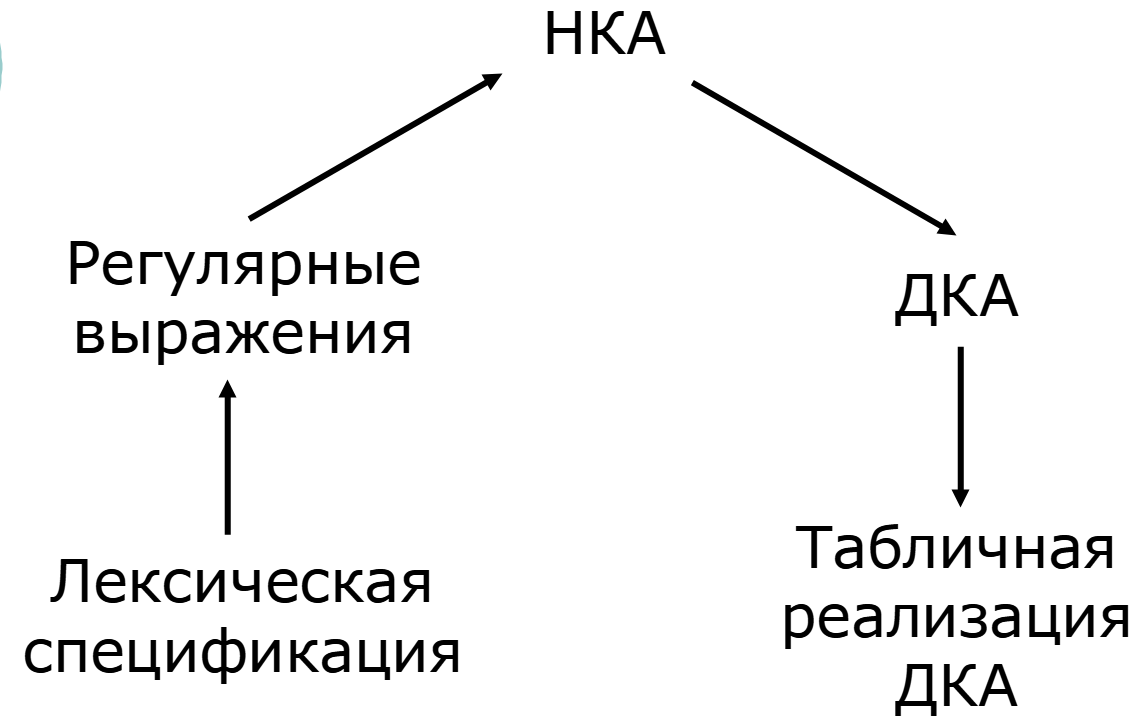 НКА
Регулярные
выражения
ДКА
Лексическая
спецификация
Табличная
реализация
ДКА